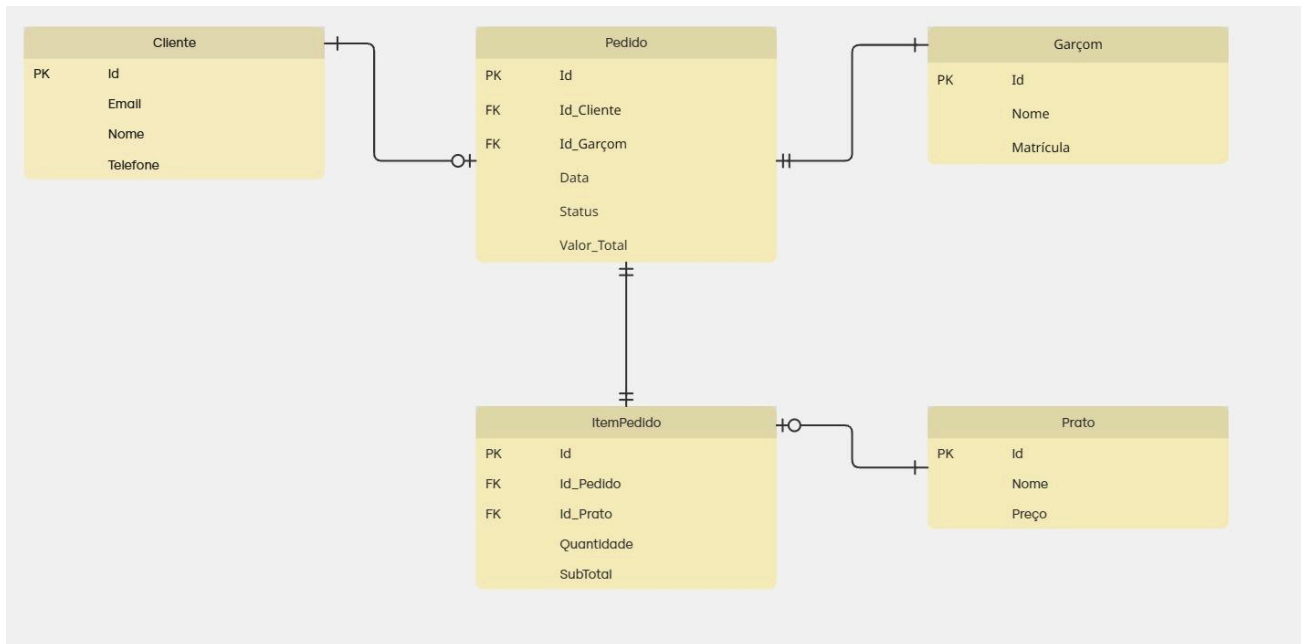 Cliente
PK Id
Email
Nome
Telefone
Pedido
PK Id
FK Id_Cliente
FK Id_Garçom
Data
Status
Valor_Total
Garçom
PK Id
Nome
Matrícula
ItemPedido
PK Id
FK Id_Pedido
FK Id_Prato
Quantidade
SubTotal
Prato
PK Id
Nome
Preço